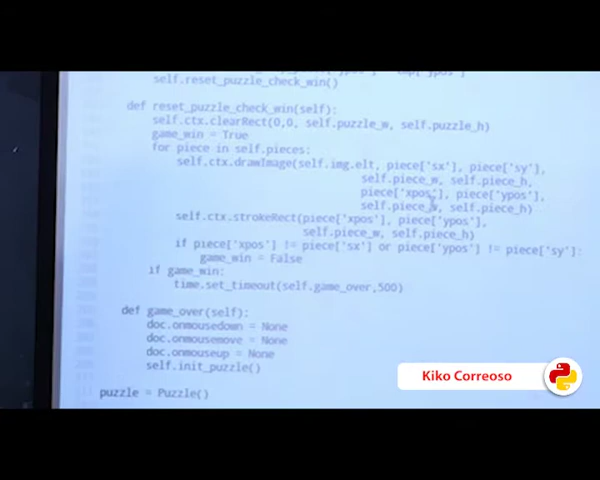 self.reset_puzzle_check_win()
def reset_puzzle_check_win(self):
self.ctx.clearRect(0,0, self.puzzle_w, self.puzzle_h)
game_win = True
for piece in self.pieces:
self.ctx.drawImage(self.img.elt, piece['sx'], piece['sy'],
self.piece_w, self.piece_h,
piece['xpos'], piece['ypos'],
self.piece_w, self.piece_h)
self.ctx.strokeRect(piece['xpos'], piece['ypos'],
self.piece_w, self.piece_h)
if piece['xpos'] != piece['sx'] or piece['ypos'] != piece['sy']:
game_win = False
if game_win:
time.set_timeout(self.game_over,500)
def game_over(self):
doc.onmousedown = None
doc.onmousemove = None
doc.onmouseup = None
self.init_puzzle()
puzzle = Puzzle()
Kiko Correoso